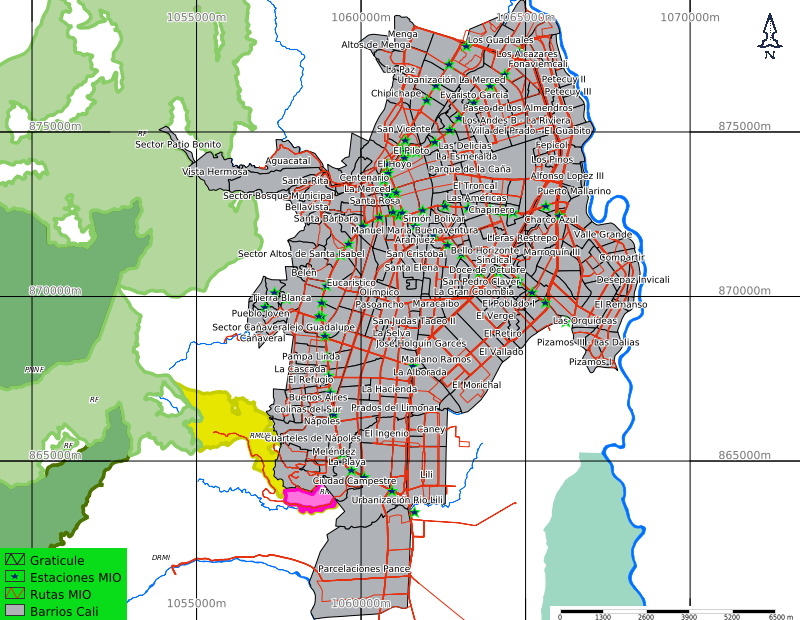 1055000m
1060000m
1065000m
1070000m
Menga
Altos de Menga
Los Guaduales
Los Alcazares
Fonaviemcali
La Paz
Urbanización La Merced
Petecuy II
Petecuy III
Chipichape
Evaristo García
Paseo de Los Almendros
Los Andes B
La Riviera
875000m
RF
San Vicente
Villa del Prado
El Guabito
875000m
Sector Patio Bonito
El Piloto
Las Delicias
Fepicol
La Esmeralda
Los Pinos
Aguacatal
El Hoyo
Vista Hermosa
Parque de la Caña
Centenario
Alfonso Lopez III
Santa Rita
La Merced
El Troncal
Puerto Mallarino
Sector Bosque Municipal
Santa Rosa
Las Américas
Bellavista
Chapinero
Santa Bárbara
Simón Bolívar
Charco Azul
Manuel María Buenaventura
Valle Grande
Aranjuez
Lleras Restrepo
Sector Altos de Santa Isabel
San Cristóbal
Bello Horizonte
Marroquín III
Compartir
Sindical
Belén
Santa Elena
Doce de Octubre
Eucarístico
San Pedro Claver
Desepaz Invicali
870000m
Olímpico
La Gran Colombia
870000m
Tierra Blanca
Pasoancho
Maracaibo
El Poblado II
El Remanso
Pueblo Joven
El Vergel
San Judas Tadeo II
Las Orquídeas
Sector Cañaveralejo Guadalupe
La Selva
El Retiro
Cañaveral
José Holguín Garcés
Pizamos III
Las Dalias
El Vallado
Pampa Linda
Mariano Ramos
Pizamos I
PNNF
La Cascada
La Alborada
El Refugio
El Morichal
La Hacienda
RF
Buenos Aires
Colinas del Sur
Prados del Limonar
Nápoles
Caney
El Ingenio
RF
Cuarteles de Nápoles
Meléndez
865000m
La Playa
865000m
Lili
Ciudad Campestre
Urbanización Río Lili
DRMI
Parcelaciones Pance
Graticule
Estaciones MIO
Rutas MIO
Barrios Cali
1055000m
1060000m
N
0
1300
2600
3900
5200
6500 m